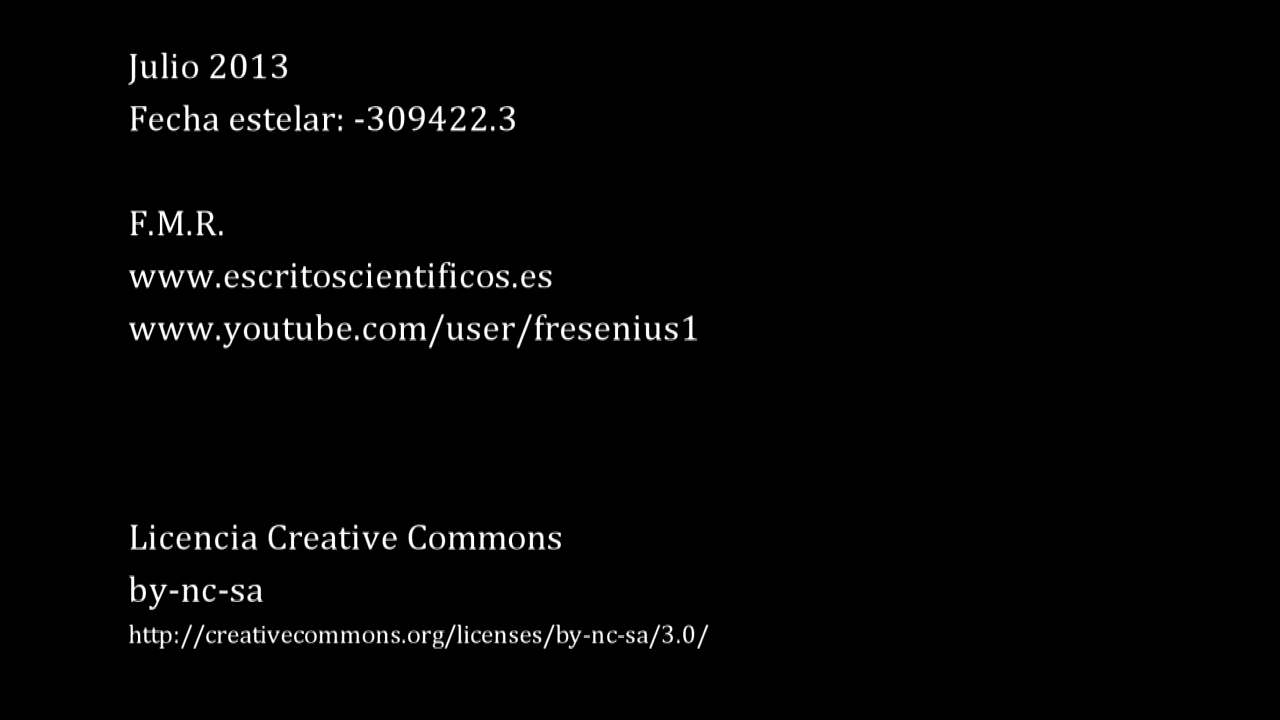 Julio 2013
Fecha estelar: -309422.3
F.M.R.
www.escritoscientificos.es
www.youtube.com/user/fresenius1
Licencia Creative Commons
by-nc-sa
http://creativecommons.org/licenses/by-nc-sa/3.0/